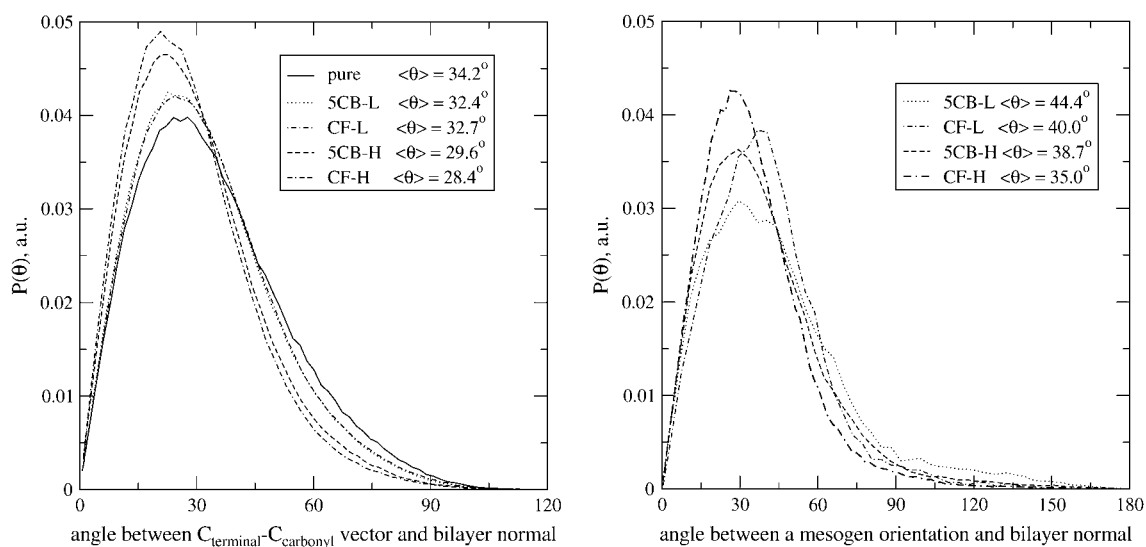 0.05
0.04
0.03
0.02
0.01
0
P(θ), a.u.
pure <θ> = 34.2°
5CB-L <θ> = 32.4°
CF-L <θ> = 32.7°
5CB-H <θ> = 29.6°
CF-H <θ> = 28.4°
0 30 60 90 120
angle between C_terminal-C_carbonyl vector and bilayer normal
0.05
0.04
0.03
0.02
0.01
0
P(θ), a.u.
5CB-L <θ> = 44.4°
CF-L <θ> = 40.0°
5CB-H <θ> = 38.7°
CF-H <θ> = 35.0°
0 30 60 90 120 150 180
angle between a mesogen orientation and bilayer normal